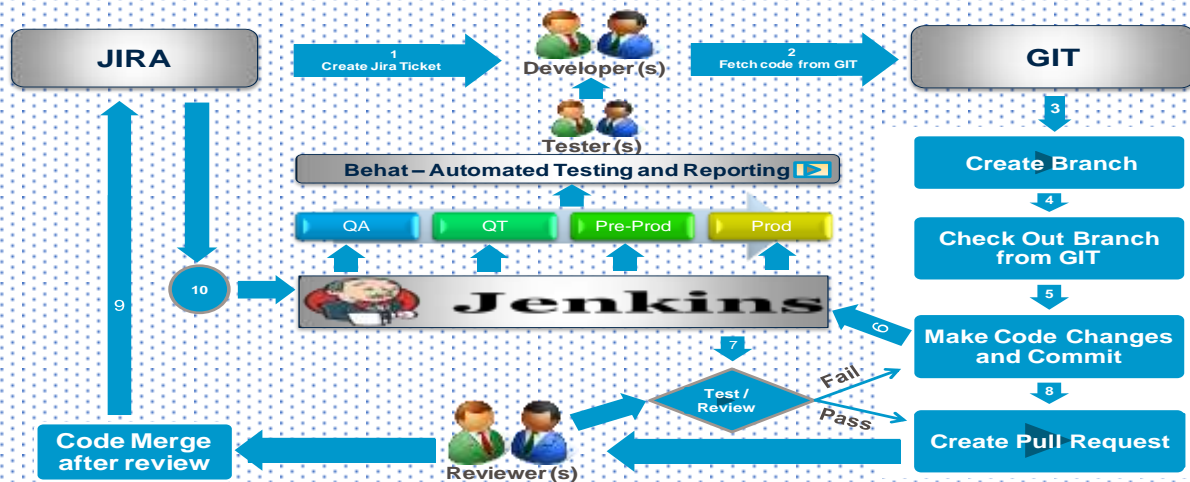 JIRA
1
Create Jira Ticket
Developer(s)
2
Fetch code from GIT
GIT
3
Tester(s)
Create Branch
Behat – Automated Testing and Reporting
4
QA
QT
Pre-Prod
Prod
Check Out Branch
from GIT
10
5
9
Jenkins
6
Make Code Changes
and Commit
7
Fail
Test /
Review
8
Pass
Code Merge
after review
Create Pull Request
Reviewer(s)